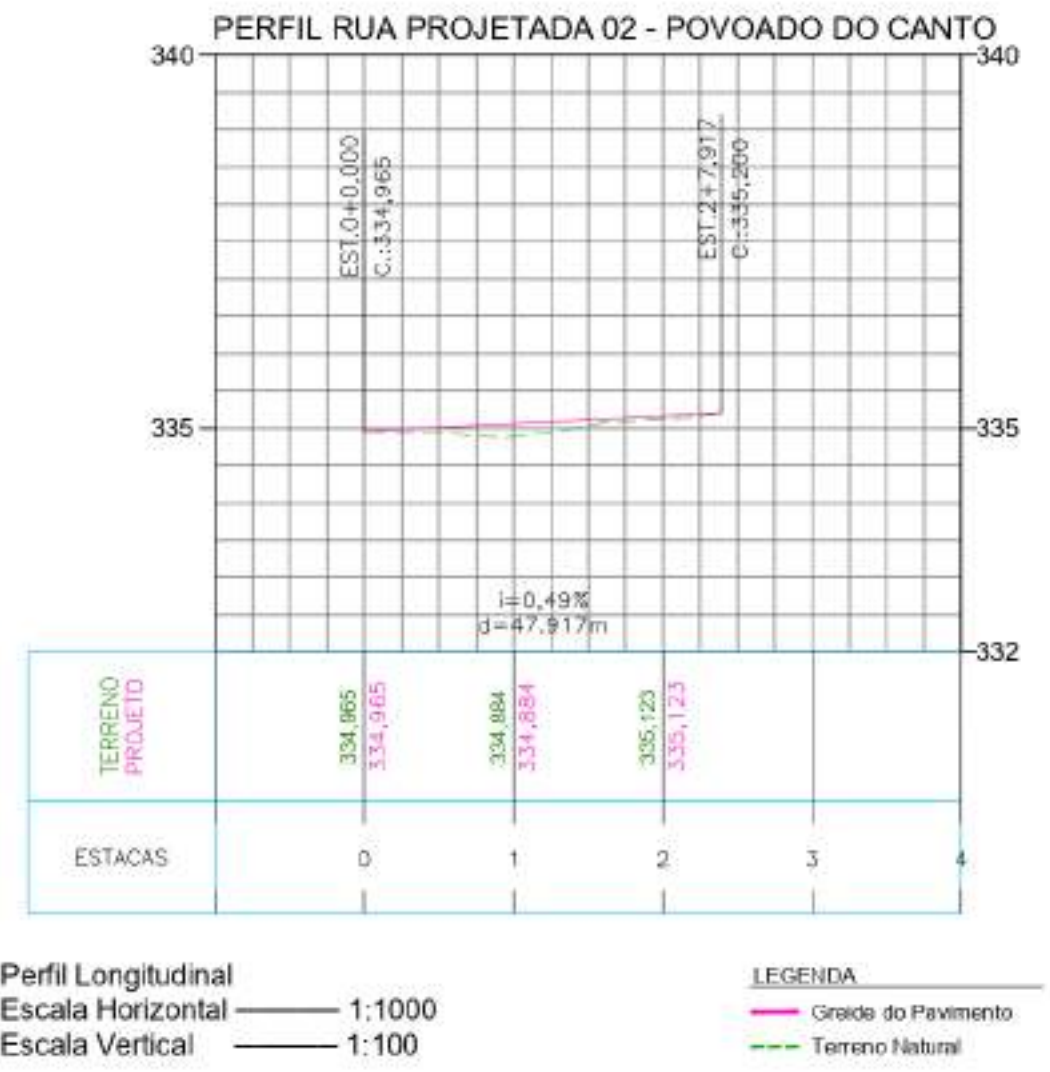 PERFIL RUA PROJETADA 02 - POVOADO DO CANTO
340
340
EST.0+0.000
C.:334,965
EST.2+7,917
C.:335,200
335
335
i=0,49%
d=47.917m
332
TERRENO
PROJETO
334,965
334,965
334,884
334,884
335,123
335,123
ESTACAS
0
1
2
3
4
Perfil Longitudinal
Escala Horizontal 1:1000
Escala Vertical 1:100
LEGENDA
Greide do Pavimento
Terreno Natural